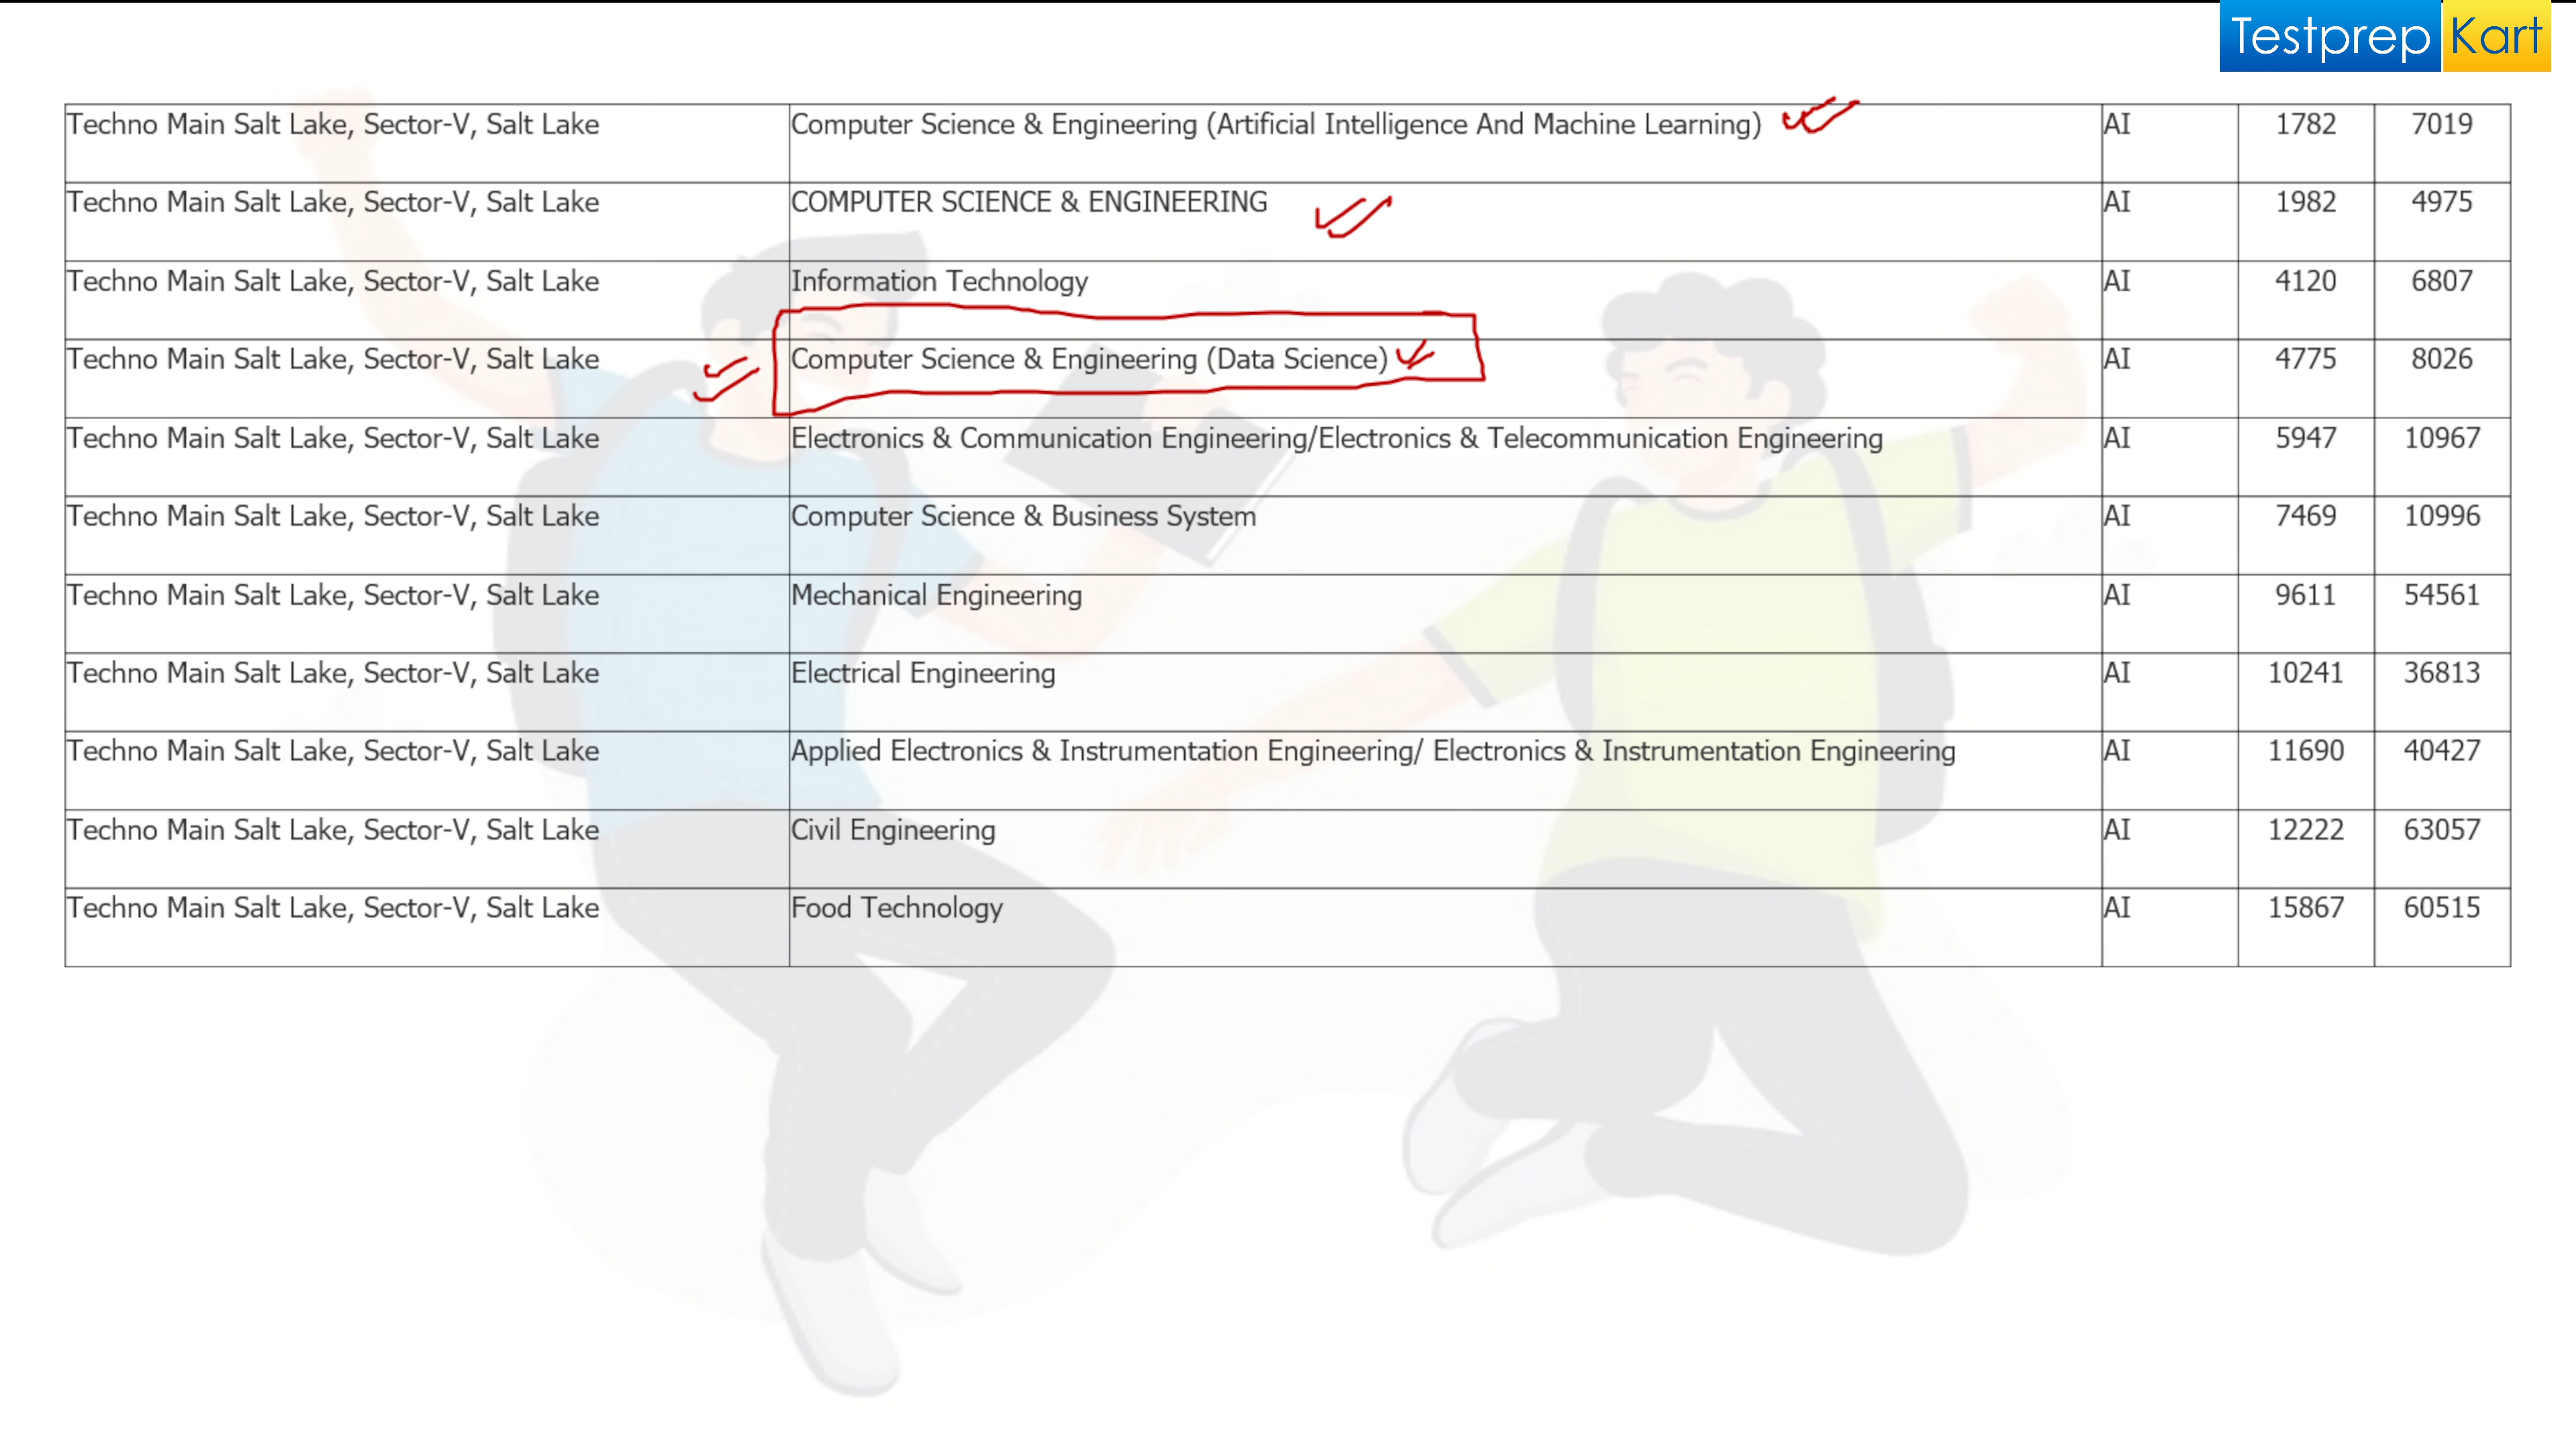 Testprep Kart
Techno Main Salt Lake, Sector-V, Salt Lake Computer Science & Engineering (Artificial Intelligence And Machine Learning) AI 1782 7019
Techno Main Salt Lake, Sector-V, Salt Lake COMPUTER SCIENCE & ENGINEERING AI 1982 4975
Techno Main Salt Lake, Sector-V, Salt Lake Information Technology AI 4120 6807
Techno Main Salt Lake, Sector-V, Salt Lake Computer Science & Engineering (Data Science) AI 4775 8026
Techno Main Salt Lake, Sector-V, Salt Lake Electronics & Communication Engineering/Electronics & Telecommunication Engineering AI 5947 10967
Techno Main Salt Lake, Sector-V, Salt Lake Computer Science & Business System AI 7469 10996
Techno Main Salt Lake, Sector-V, Salt Lake Mechanical Engineering AI 9611 54561
Techno Main Salt Lake, Sector-V, Salt Lake Electrical Engineering AI 10241 36813
Techno Main Salt Lake, Sector-V, Salt Lake Applied Electronics & Instrumentation Engineering/ Electronics & Instrumentation Engineering AI 11690 40427
Techno Main Salt Lake, Sector-V, Salt Lake Civil Engineering AI 12222 63057
Techno Main Salt Lake, Sector-V, Salt Lake Food Technology AI 15867 60515